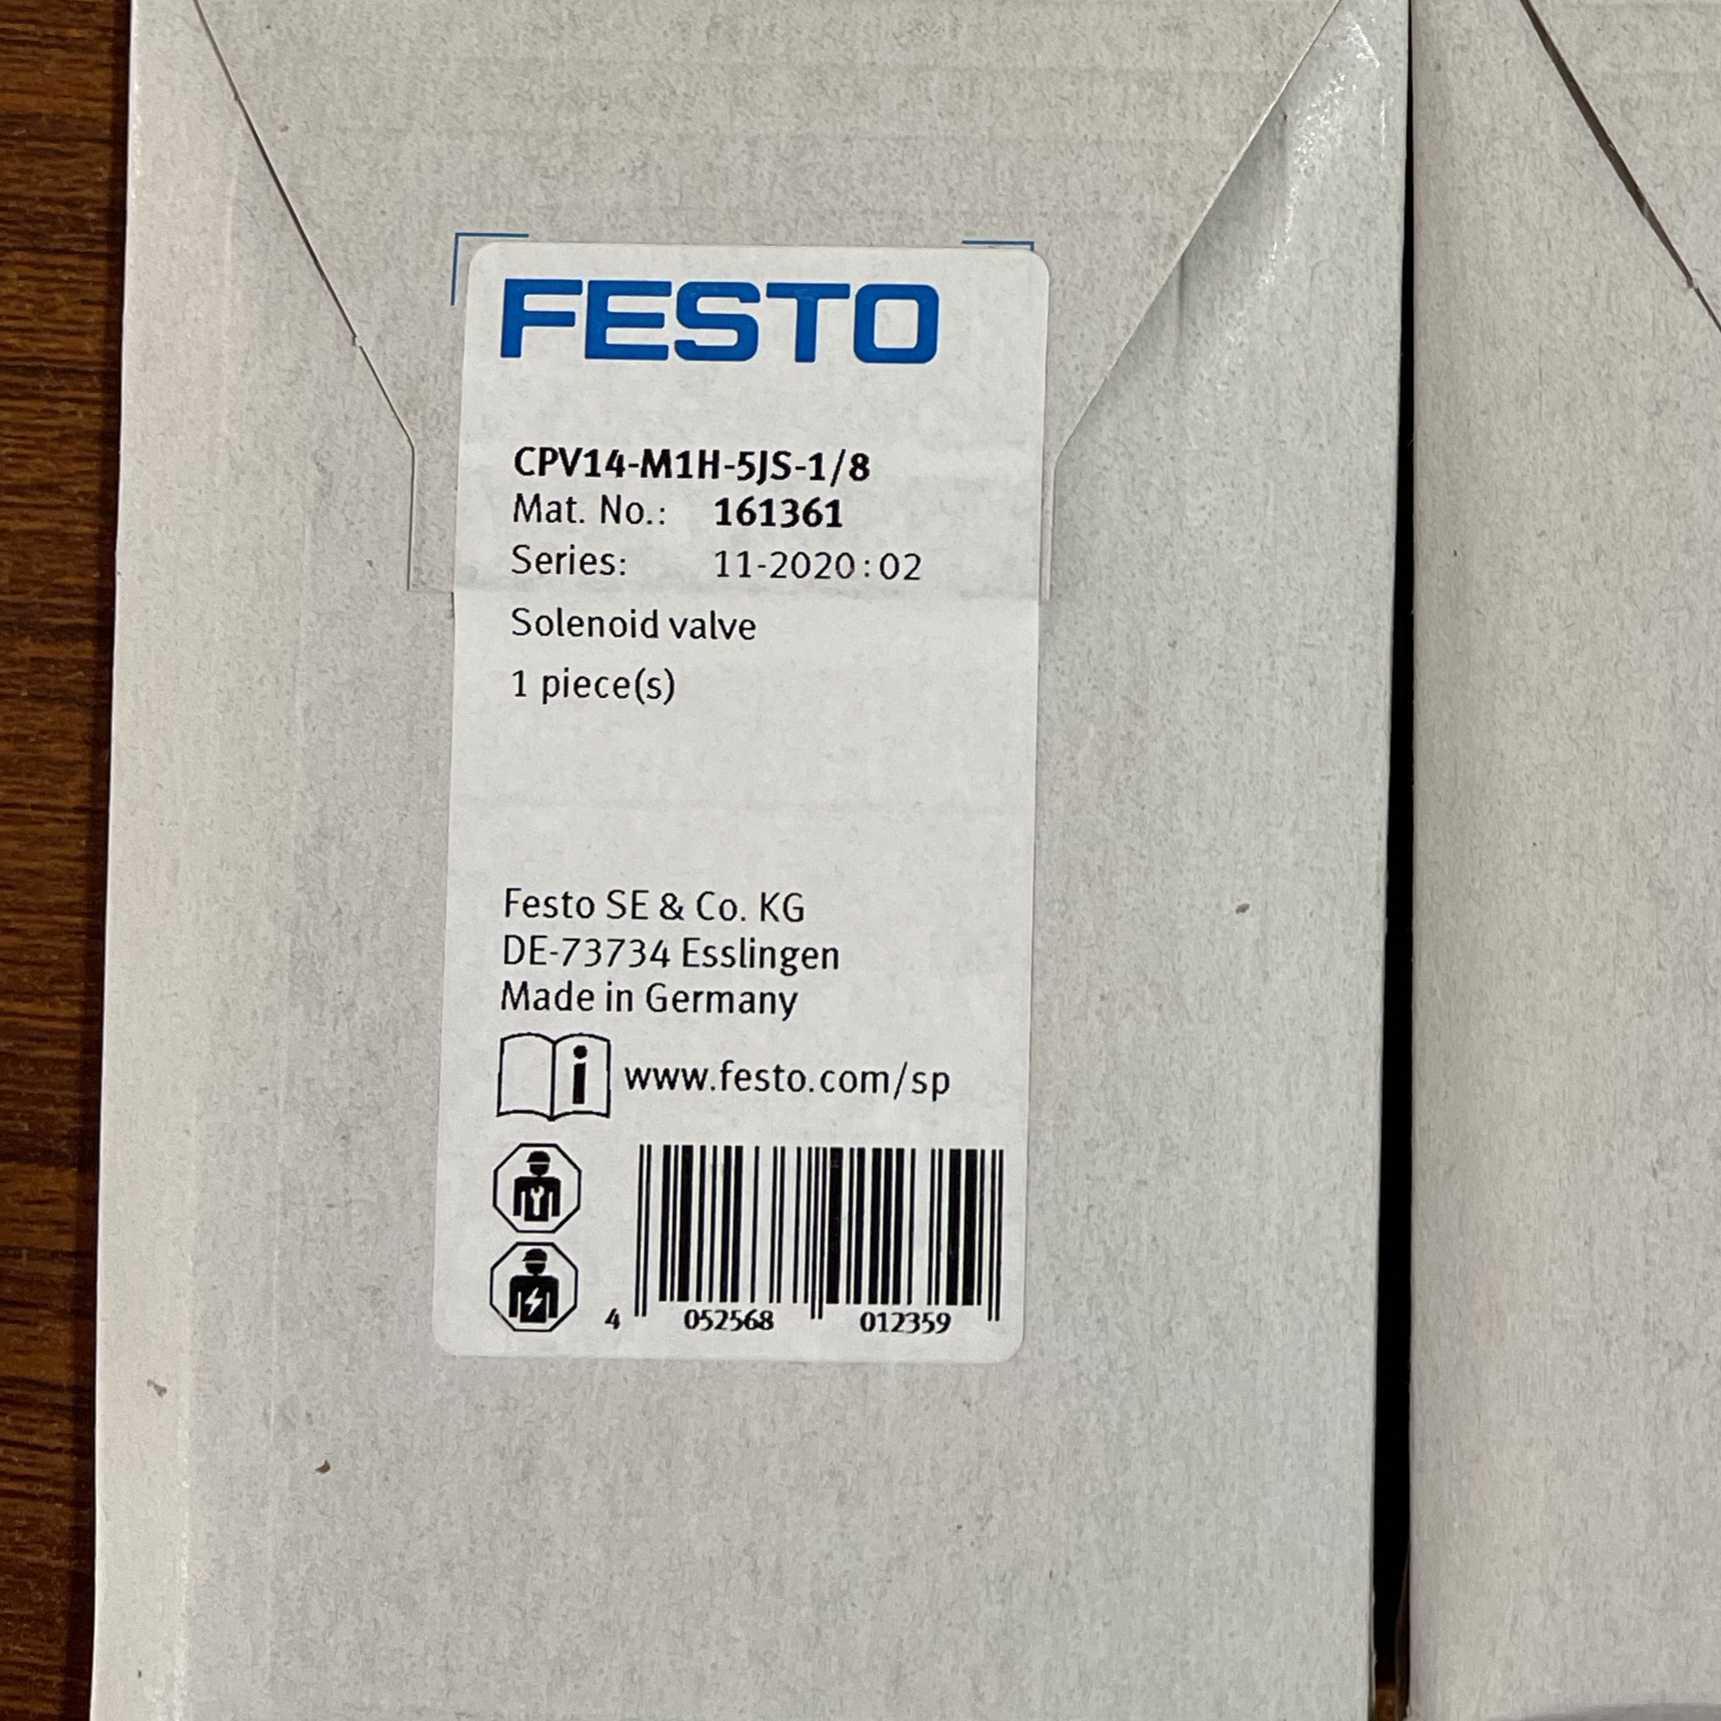 FESTO
CPV14-M1H-5JS-1/8
Mat. No.: 161361
Series: 11-2020:02
Solenoid valve
1 piece(s)
Festo SE & Co. KG
DE-73734 Esslingen
Made in Germany
i www.festo.com/sp
4 052568 012359